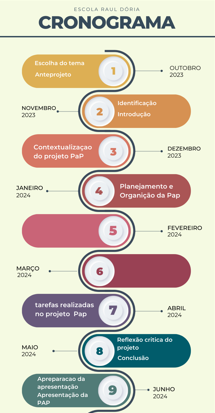 ESCOLA RAUL DÓRIA
CRONOGRAMA
Escolha do tema
Anteprojeto
1
OUTUBRO
2023
NOVEMBRO
2023
2
Identificação
Introdução
Contextualizaçao
do projeto PaP
3
DEZEMBRO
2023
JANEIRO
2024
4
Planejamento e
Organição da Pap
5
FEVEREIRO
2024
MARÇO
2024
6
tarefas realizadas
no projeto Pap
7
ABRIL
2024
MAIO
2024
8
Reflexão crítica do
projeto
Conclusão
Apreparacao da
apresentação
Apresentação da
PAP
9
JUNHO
2024